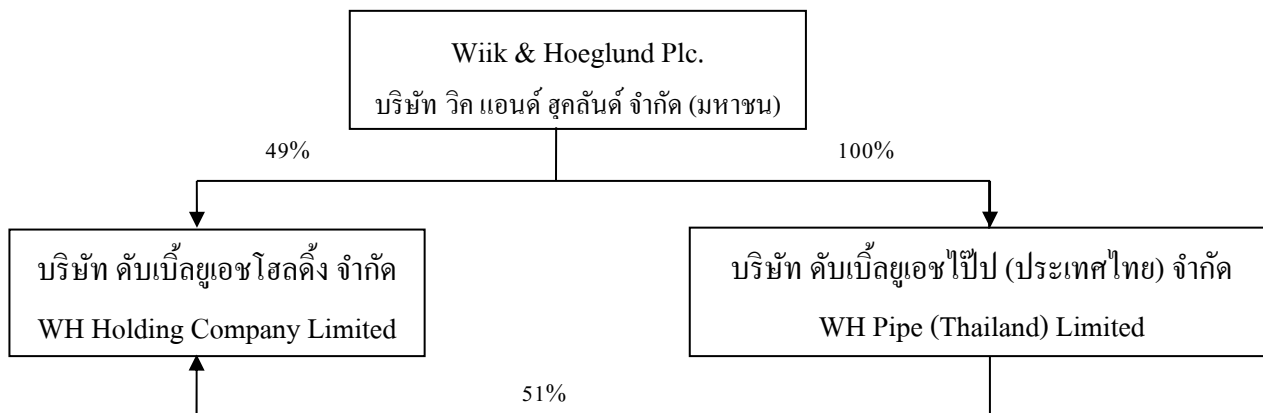 Wiik & Hoeglund Plc.
บริษัท วิค แอนด์ ฮุคลันด์ จำกัด (มหาชน)
49%
100%
บริษัท ดับเบิ้ลยูเอชโฮลดิ้ง จำกัด
WH Holding Company Limited
บริษัท ดับเบิ้ลยูเอชไป๊ป (ประเทศไทย) จำกัด
WH Pipe (Thailand) Limited
51%